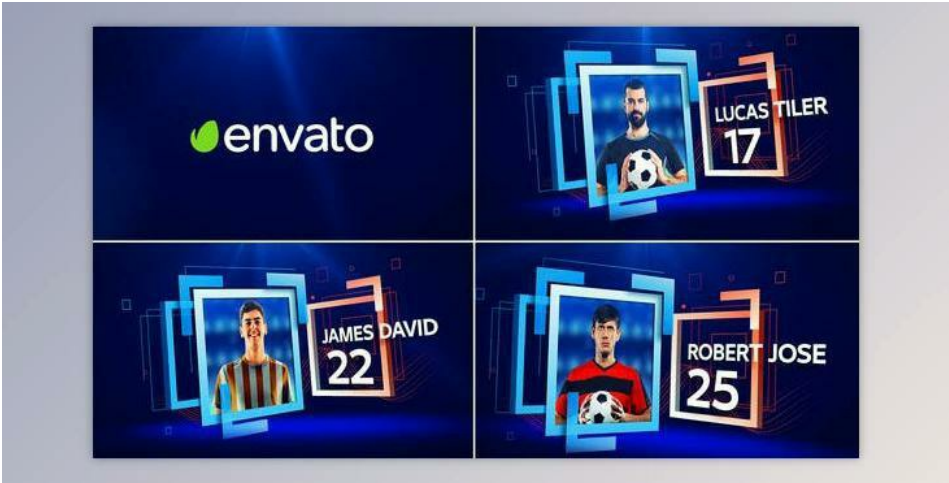 envato
LUCAS TILER
17
JAMES DAVID
22
ROBERT JOSE
25